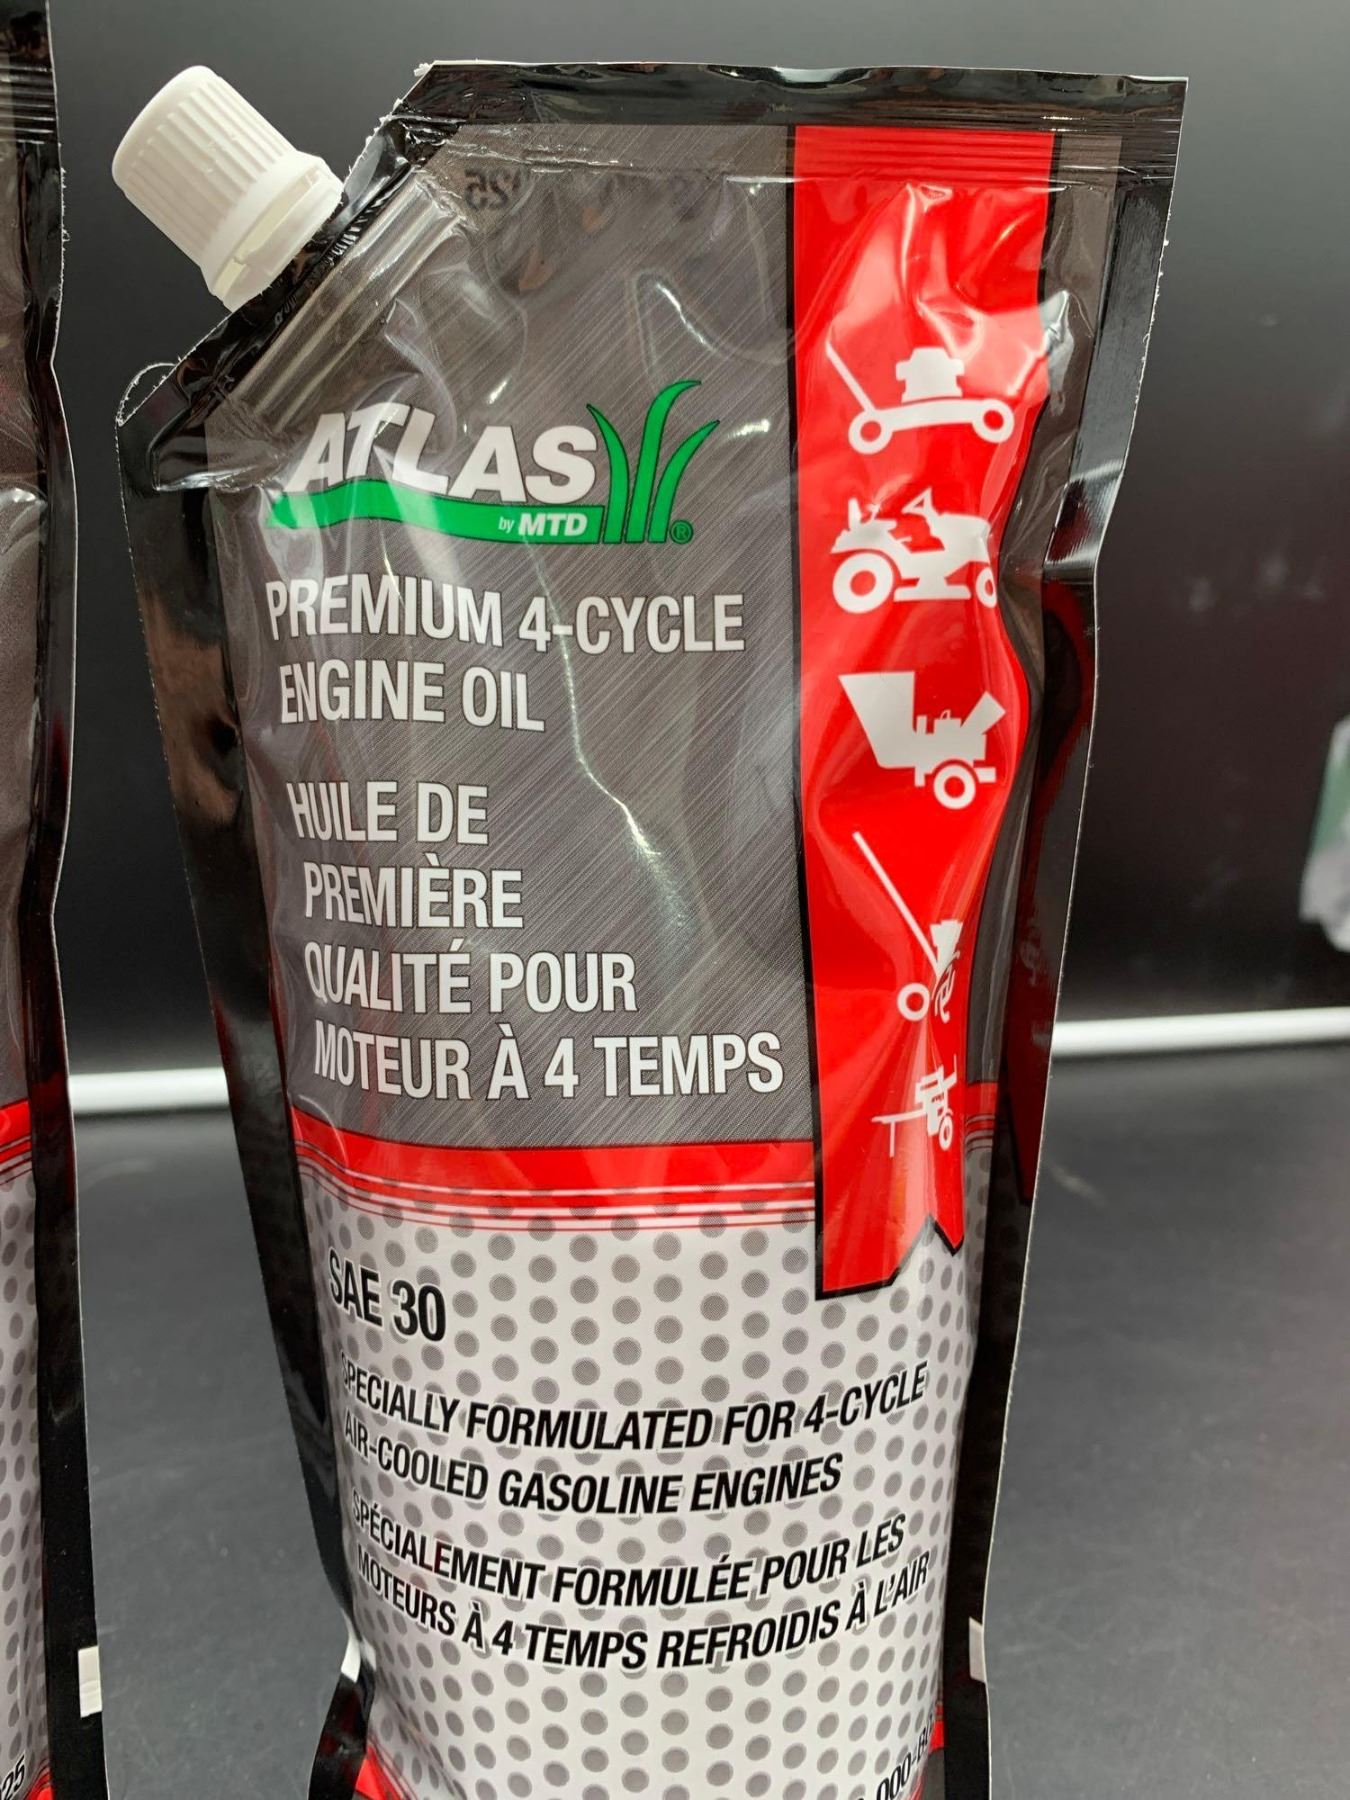 ATLAS
by MTD
®
PREMIUM 4-CYCLE
ENGINE OIL
HUILE DE
PREMIÈRE
QUALITÉ POUR
MOTEUR À 4 TEMPS
SAE 30
SPECIALLY FORMULATED FOR 4-CYCLE
AIR-COOLED GASOLINE ENGINES
SPÉCIALEMENT FORMULÉE POUR LES
MOTEURS À 4 TEMPS REFROIDIS À L'AIR